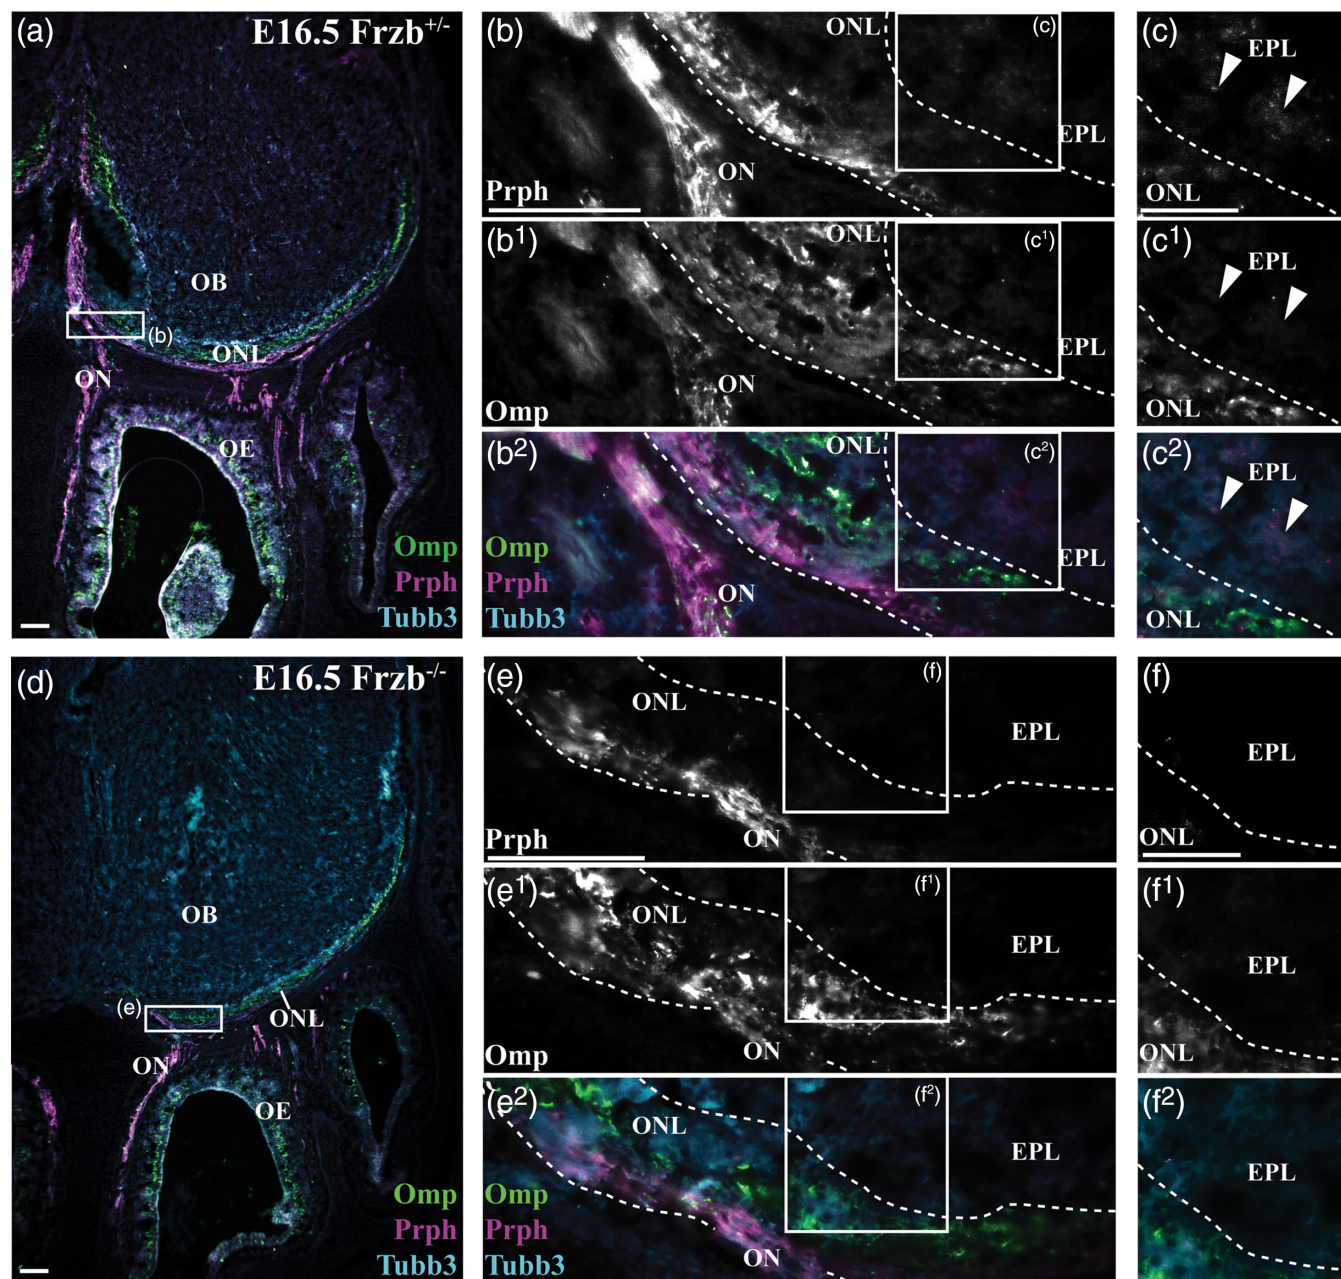 (a)
E16.5 Frzb+/-
OB
(b)
ONL
ON
OE
Omp
Prph
Tubb3
(b)
ONL
(c)
EPL
ON
Prph
(b1)
ONL
(c1)
EPL
ON
Omp
(b2)
ONL
(c2)
EPL
Omp
Prph
Tubb3
ON
(c)
EPL
ONL
(c1)
EPL
ONL
(c2)
EPL
ONL
(d)
E16.5 Frzb-/-
OB
(e)
ONL
ON
OE
Omp
Prph
Tubb3
(e)
ONL
(f)
EPL
Prph
ON
(e1)
ONL
(f1)
EPL
Omp
ON
(e2)
ONL
(f2)
EPL
Omp
Prph
Tubb3
ON
(f)
EPL
ONL
(f1)
EPL
ONL
(f2)
EPL